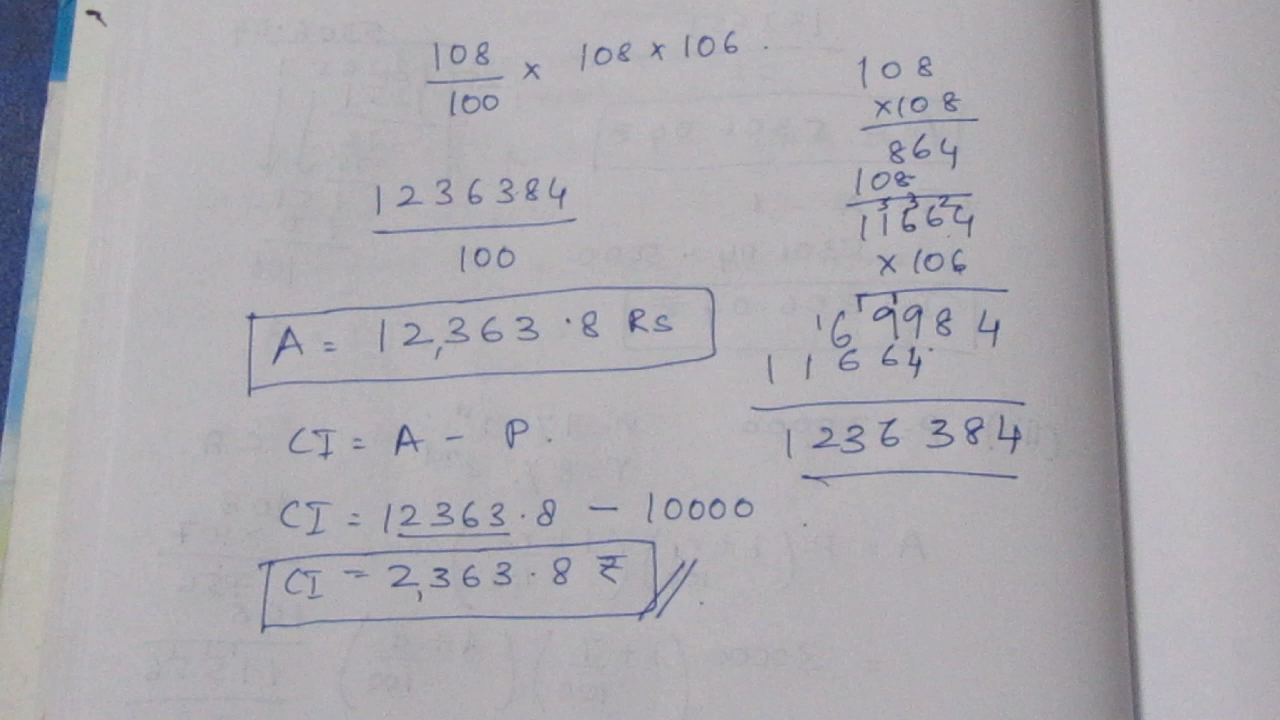 108/100 × 108 × 106
1236384/100
A = 12,363.8 Rs
CI = A - P.
CI = 12363.8 - 10000
CI = 2,363.8 ₹
108
×108
864
108
11664
×106
69984
11664
1236384